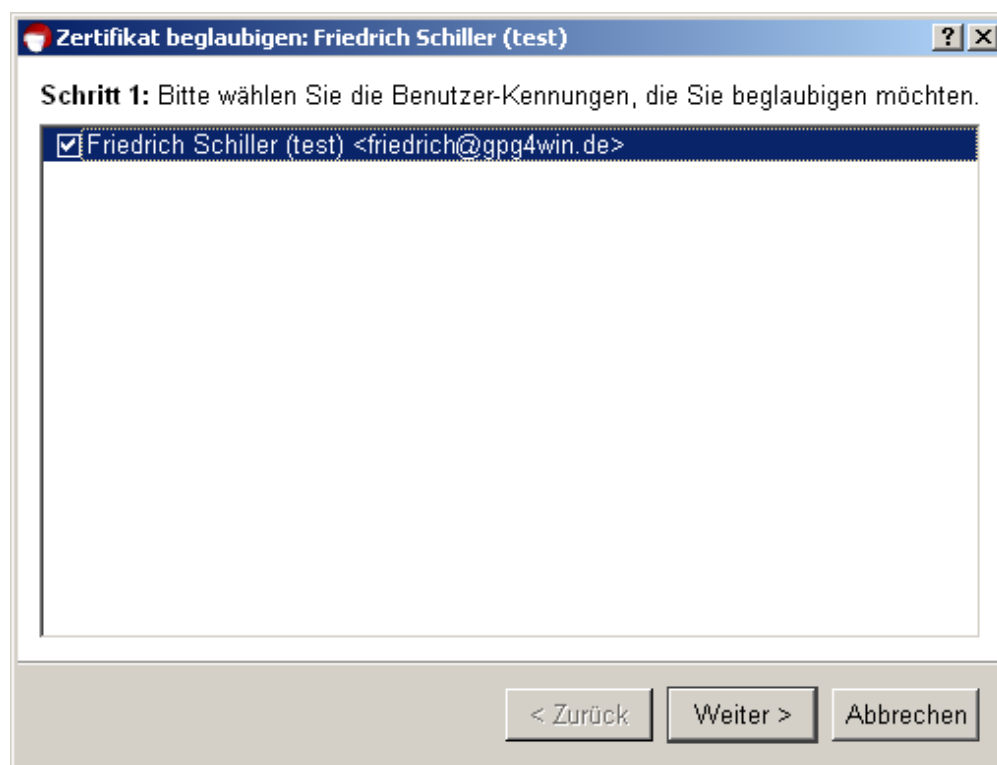 Zertifikat beglaubigen: Friedrich Schiller (test)
Schritt 1: Bitte wählen Sie die Benutzer-Kennungen, die Sie beglaubigen möchten.
Friedrich Schiller (test) <friedrich@gpg4win.de>
< Zurück Weiter > Abbrechen